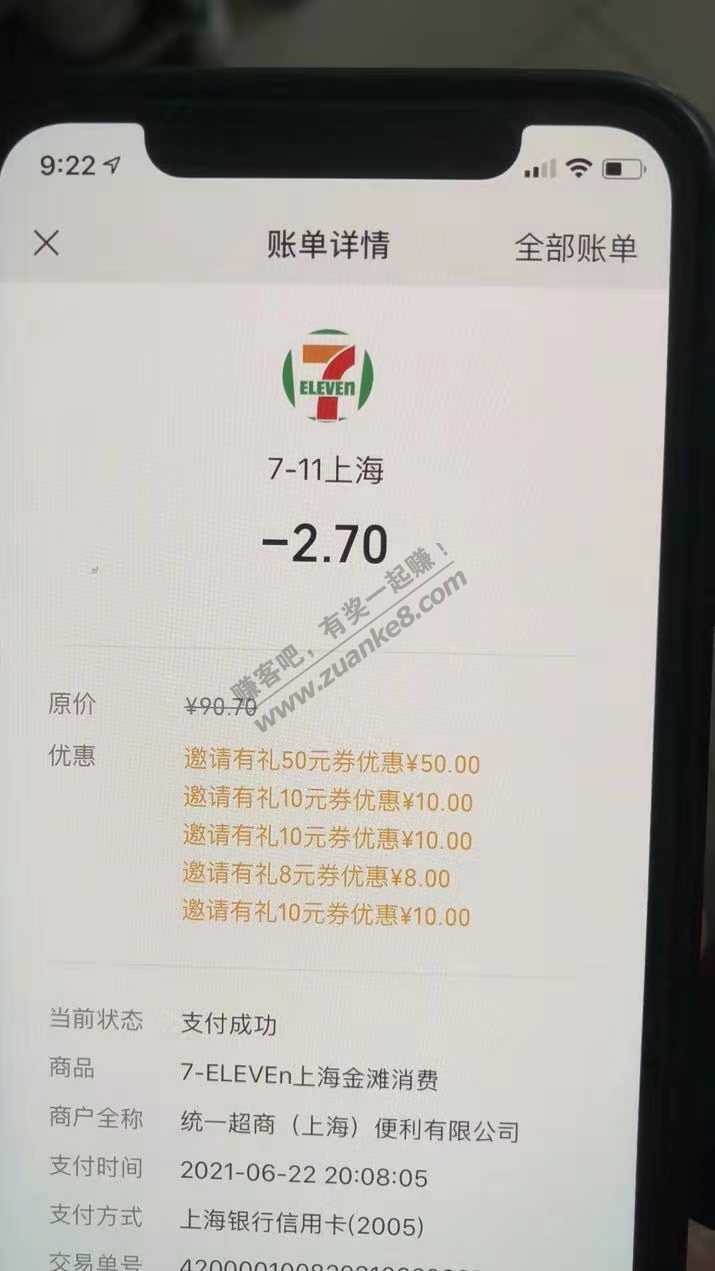 9:22
账单详情
全部账单
7
ELEVEn
7-11上海
-2.70
赚客吧，有奖一起赚！
www.zuanke8.com
原价 ¥90.70
优惠 邀请有礼50元券优惠¥50.00
邀请有礼10元券优惠¥10.00
邀请有礼10元券优惠¥10.00
邀请有礼8元券优惠¥8.00
邀请有礼10元券优惠¥10.00
当前状态 支付成功
商品 7-ELEVEn上海金滩消费
商户全称 统一超商（上海）便利有限公司
支付时间 2021-06-22 20:08:05
支付方式 上海银行信用卡(2005)
交易单号